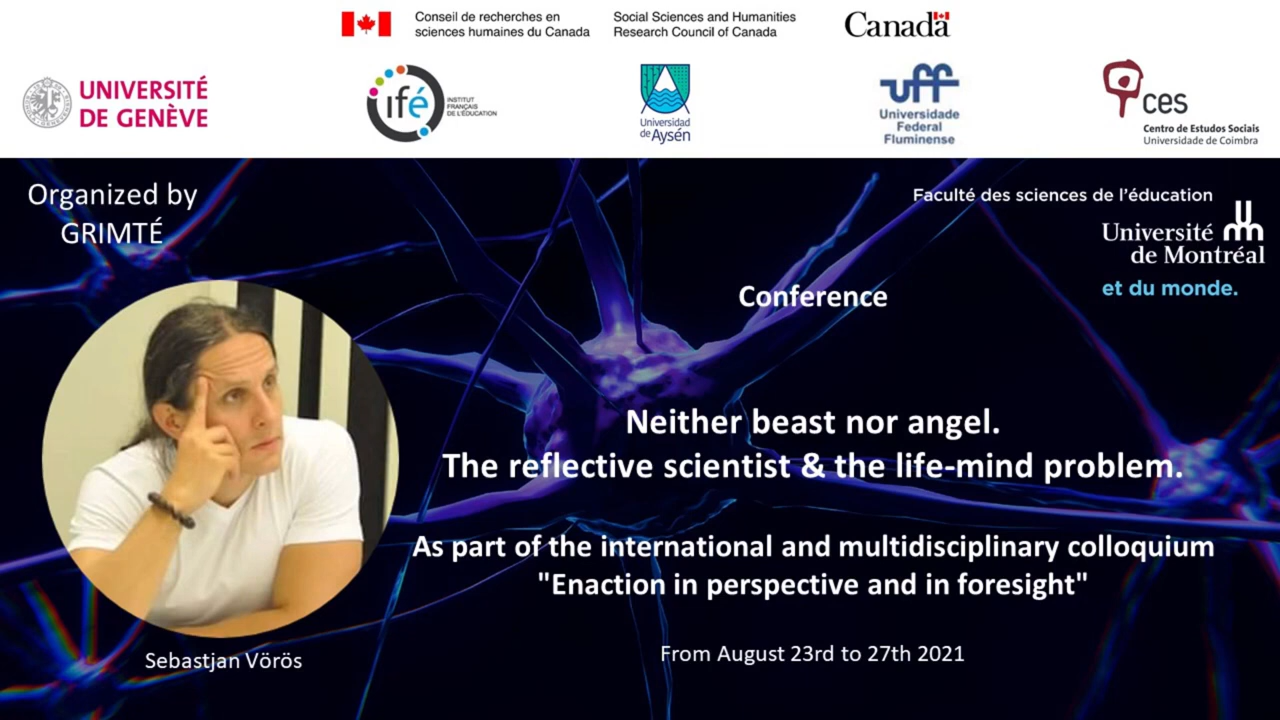 Conseil de recherches en
sciences humaines du Canada
Social Sciences and Humanities
Research Council of Canada
Canada
UNIVERSITÉ
DE GENÈVE
ifé
INSTITUT
FRANÇAIS
DE L'ÉDUCATION
Universidad
de Aysén
uff
Universidade
Federal
Fluminense
ces
Centro de Estudos Sociais
Universidade de Coimbra
Organized by
GRIMTÉ
Faculté des sciences de l'éducation
Université
de Montréal
et du monde.
Conference
Neither beast nor angel.
The reflective scientist & the life-mind problem.
As part of the international and multidisciplinary colloquium
"Enaction in perspective and in foresight"
Sebastjan Vörös
From August 23rd to 27th 2021